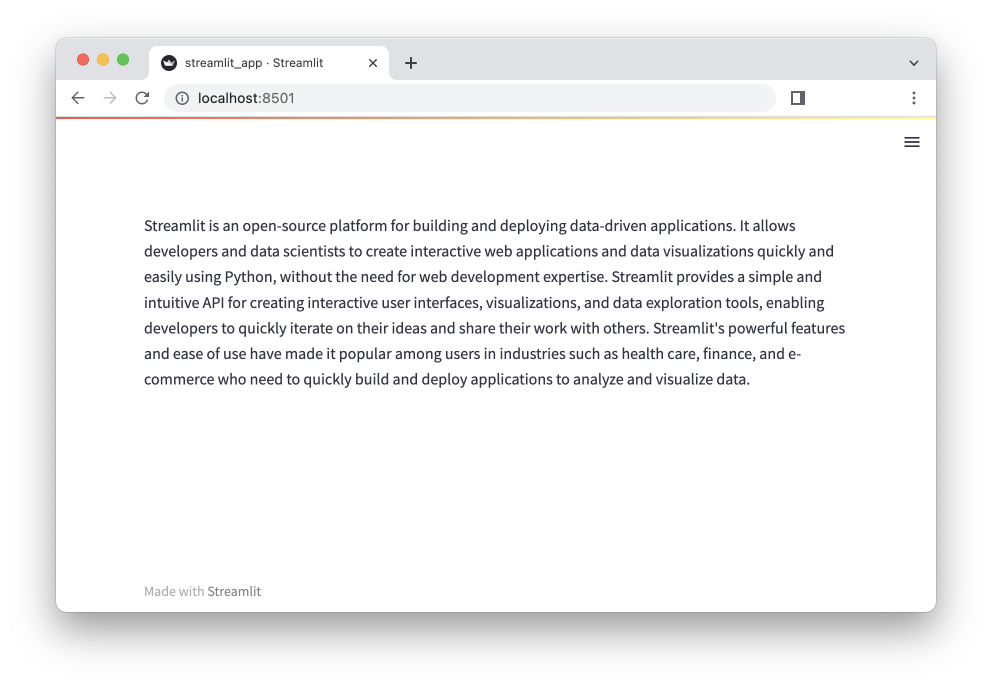 streamlit_app · Streamlit
localhost:8501
Streamlit is an open-source platform for building and deploying data-driven applications. It allows
developers and data scientists to create interactive web applications and data visualizations quickly and
easily using Python, without the need for web development expertise. Streamlit provides a simple and
intuitive API for creating interactive user interfaces, visualizations, and data exploration tools, enabling
developers to quickly iterate on their ideas and share their work with others. Streamlit's powerful features
and ease of use have made it popular among users in industries such as health care, finance, and e-
commerce who need to quickly build and deploy applications to analyze and visualize data.
Made with Streamlit